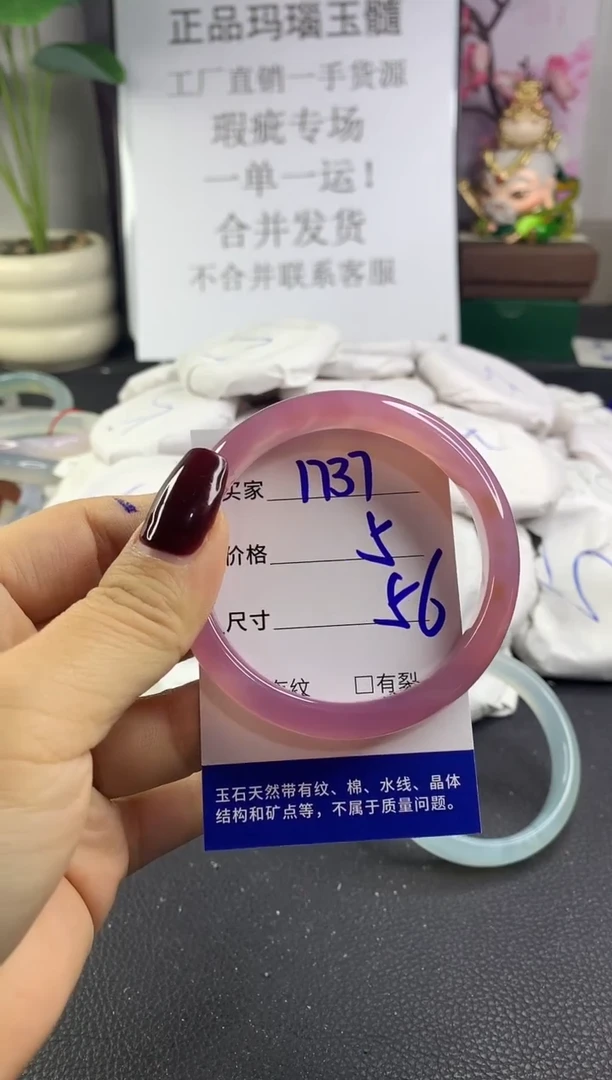 正品玛瑙玉髓
工厂直销一手货源
瑕疵专场
一单一运!
合并发货
不合并联系客服
买家 1737
价格 5
尺寸 56
纹 □有裂
玉石天然带有纹、棉、水线、晶体
结构和矿点等，不属于质量问题。